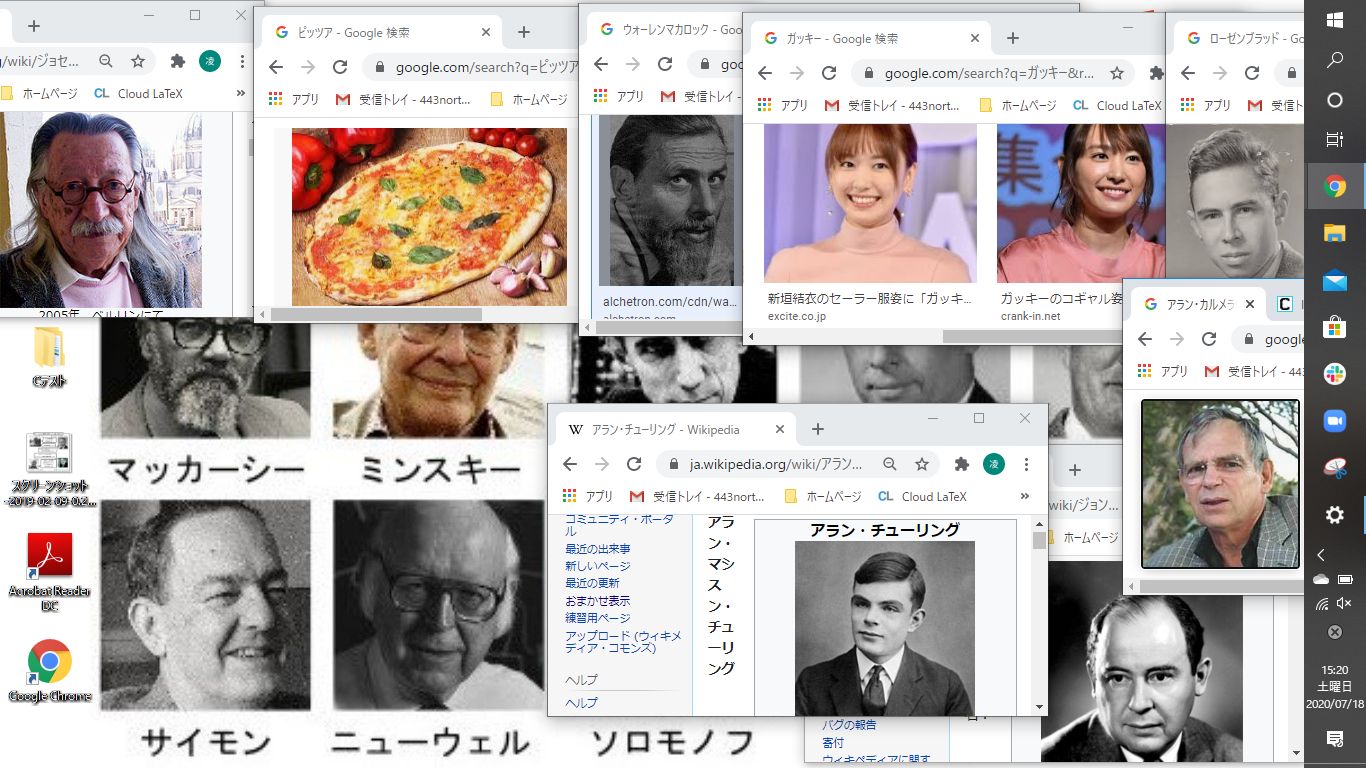 g/wiki/ジョセ
ホームページ
CL Cloud LaTeX
»
2005年、ベルリンにて
ピッツア - Google 検索
google.com/search?q=ピッツア
アプリ
受信トレイ - 443nort...
ホームページ
ウォーレンマカロック - Goo
goo
アプリ
受信トレイ - 443
alchetron.com/cdn/wa...
alchetron.com
ガッキー - Google 検索
google.com/search?q=ガッキー&r...
アプリ
受信トレイ - 443nort...
ホームページ
CL Cloud LaTeX
新垣結衣のセーラー服姿に「ガッキ...
excite.co.jp
集
ガッキーのコギャル姿
crank-in.net
ローゼンブラッド - Go
アプリ
受信
アラン・カルメラ
google
アプリ
受信トレイ - 443
Cテスト
スクリーンショット
-2019-02-09-0.2...
Acrobat Reader
DC
Google Chrome
マッカーシー
ミンスキー
サイモン
ニューウェル
ソロモノフ
W アラン・チューリング - Wikipedia
凌
ja.wikipedia.org/wiki/アラン...
アプリ
受信トレイ - 443nort...
ホームページ
CL Cloud LaTeX
»
コミュニティ・ポータ
ル
最近の出来事
新しいページ
最近の更新
おまかせ表示
練習用ページ
アップロード (ウィキメ
ディア・コモンズ)
ヘルプ
ヘルプ
アラ
ン・
マシ
ス
ン・
チュ
ーリ
ング
アラン・チューリング
wiki/ジョン...
ホームページ
バグの報告
寄付
ウィキペディアに関す
15:20
土曜日
2020/07/18